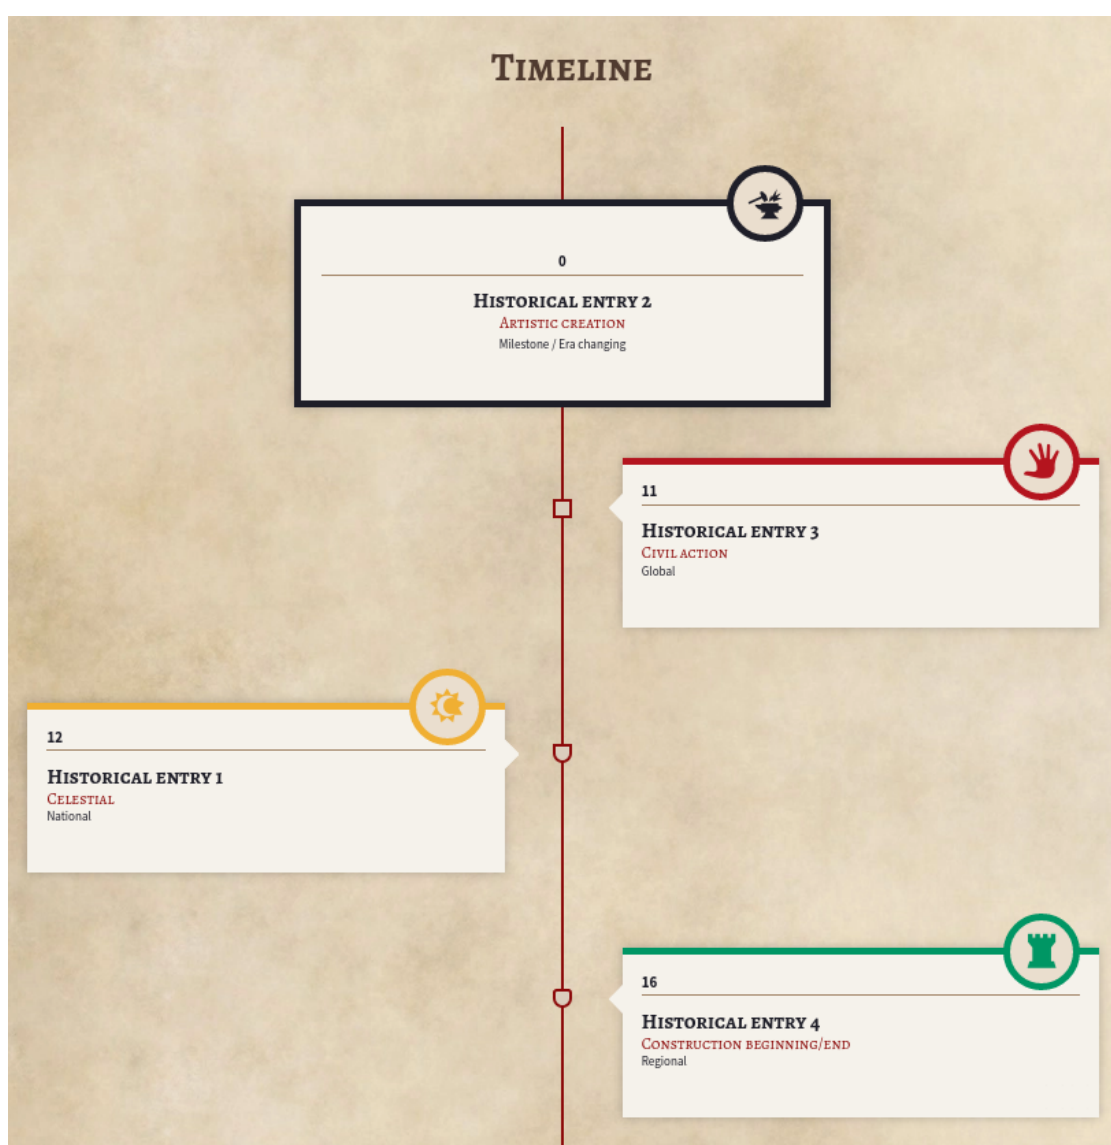 Timeline
0
Historical entry 2
Artistic creation
Milestone / Era changing
11
Historical entry 3
Civil action
Global
12
Historical entry 1
Celestial
National
16
Historical entry 4
Construction beginning/end
Regional